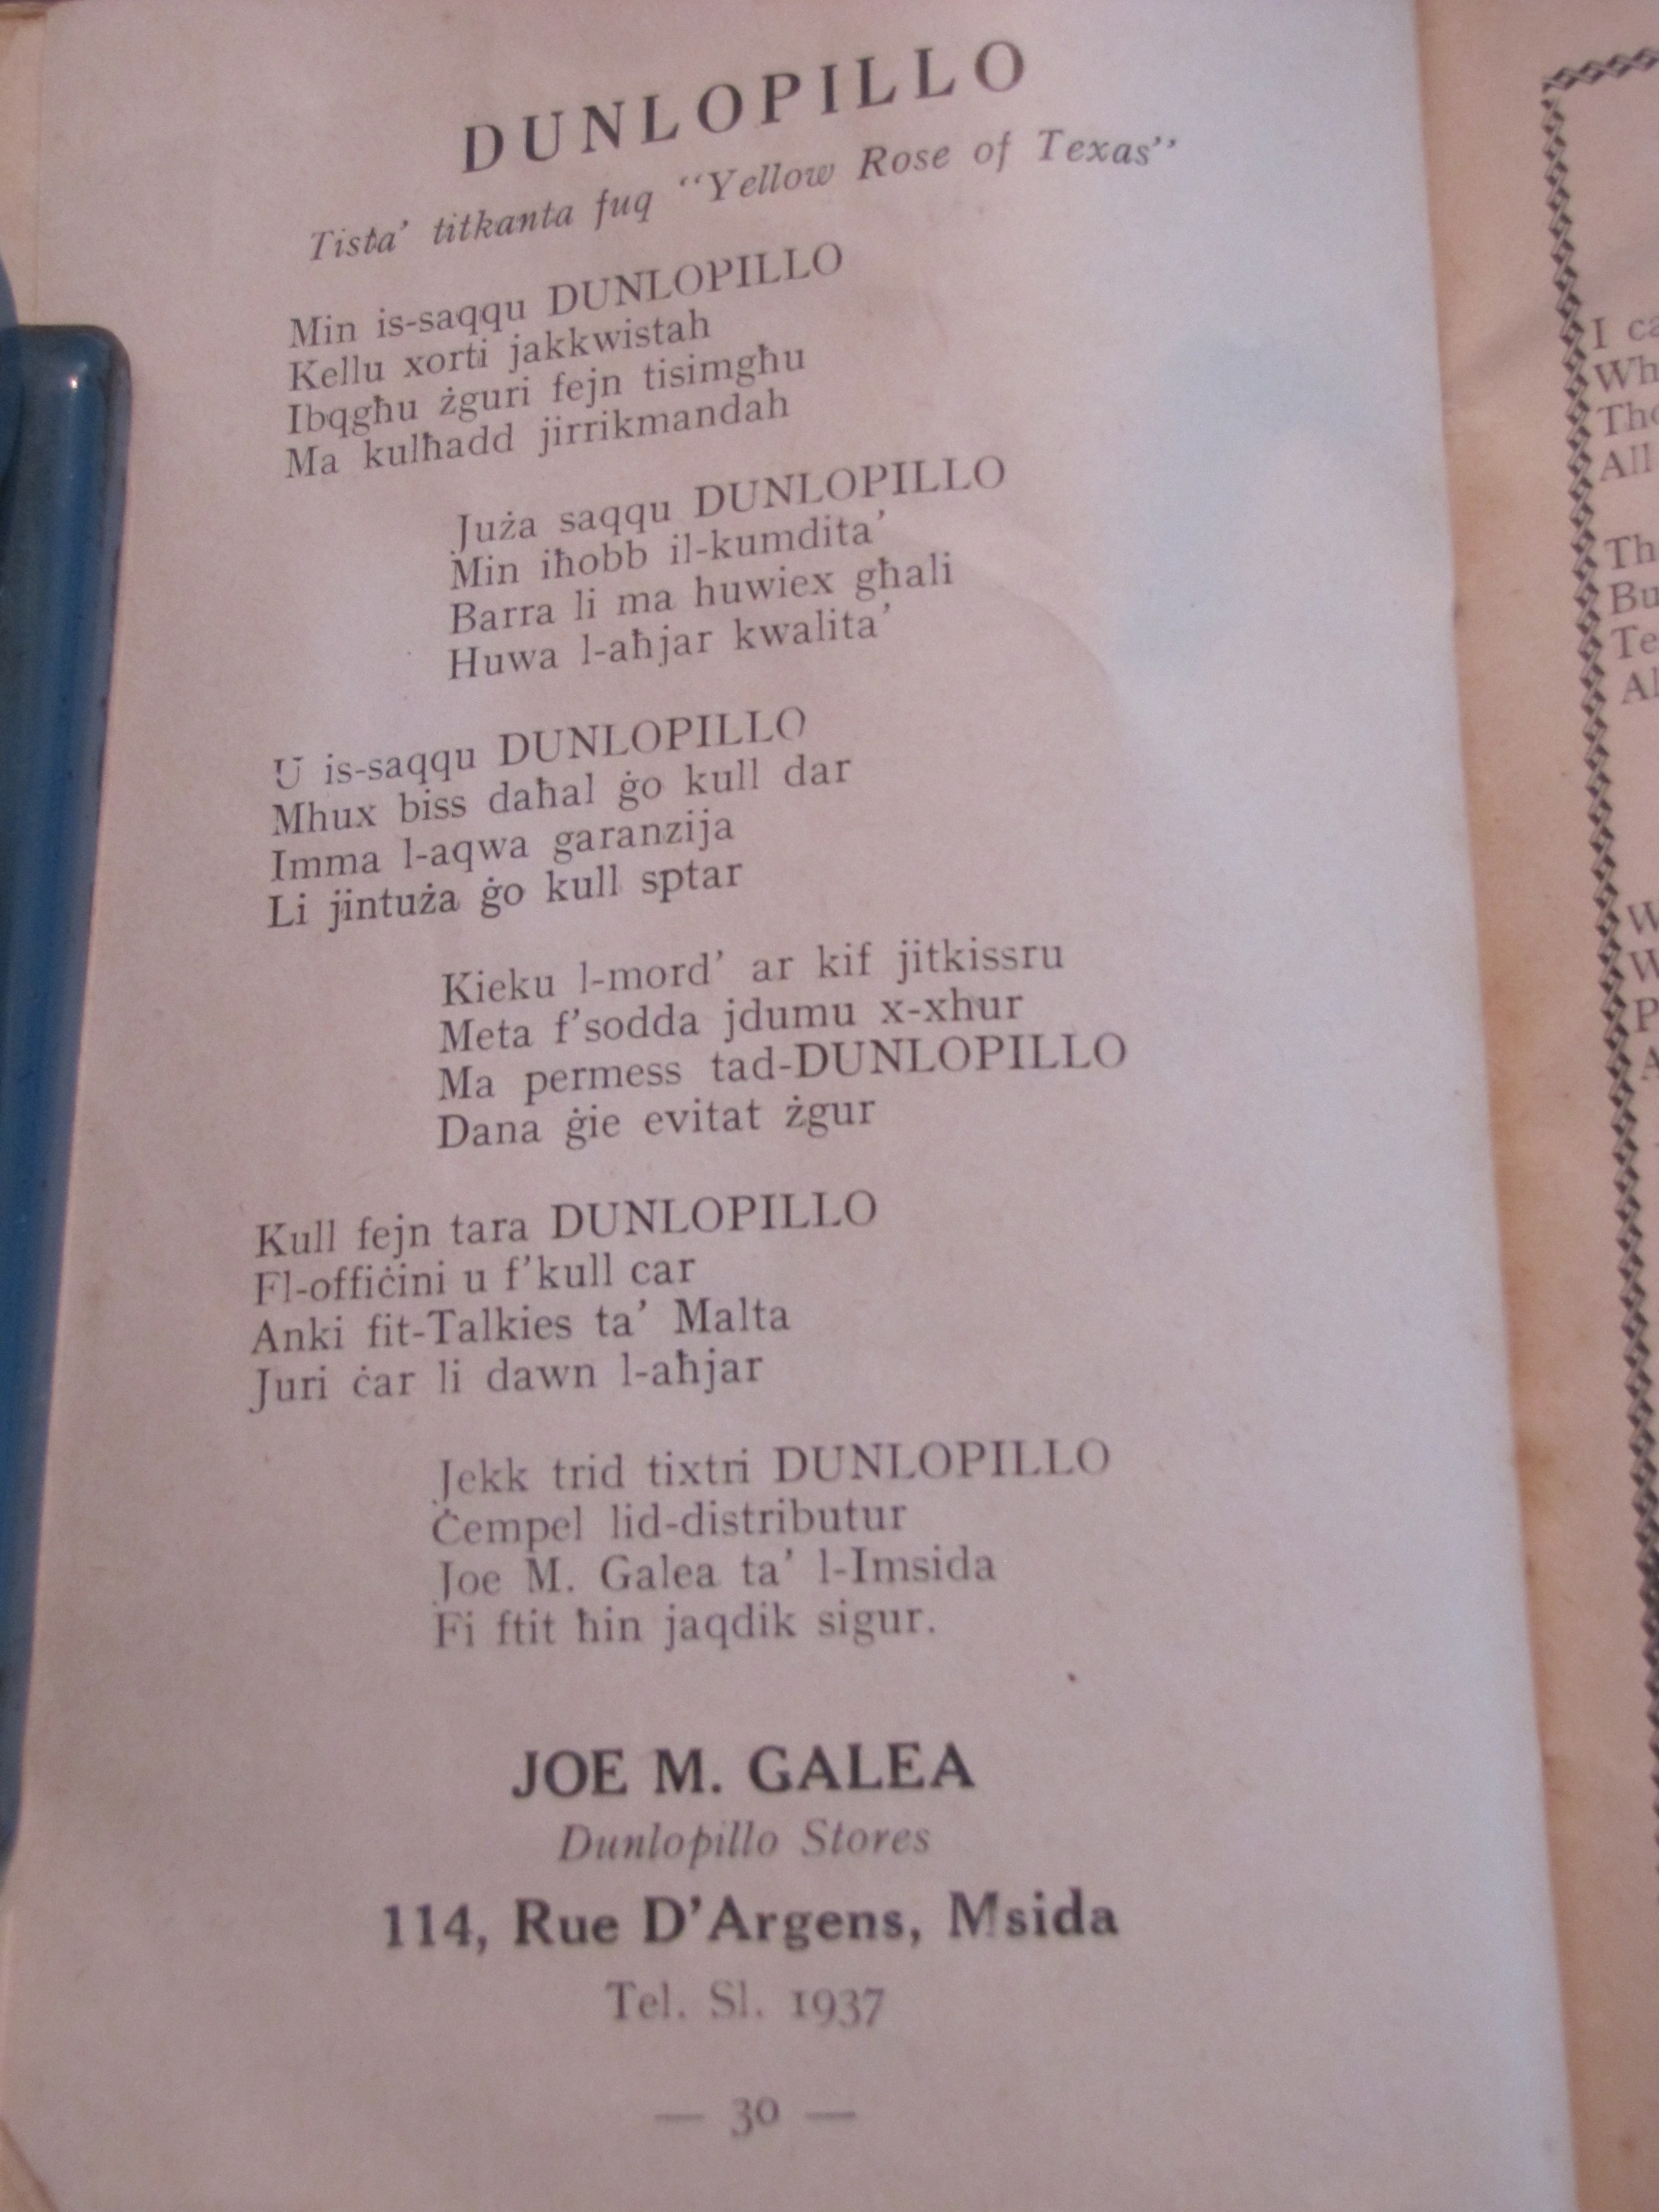 DUNLOPILLO
Tista' titkanta fuq "Yellow Rose of Texas"
Min is-saqqu DUNLOPILLO
Kellu xorti jakkwistah
Ibqgħu żguri fejn tisimgħu
Ma kulħadd jirrikmandah
Juża saqqu DUNLOPILLO
Min iħobb il-kumdita'
Barra li ma huwiex għali
Huwa l-aħjar kwalita'
U is-saqqu DUNLOPILLO
Mhux biss daħal ġo kull dar
Imma l-aqwa garanzija
Li jintuża ġo kull sptar
Kieku l-mord' ar kif jitkissru
Meta f'sodda jdumu x-xhur
Ma permess tad-DUNLOPILLO
Dana ġie evitat żgur
Kull fejn tara DUNLOPILLO
Fl-offiċini u f'kull car
Anki fit-Talkies ta' Malta
Juri ċar li dawn l-aħjar
Jekk trid tixtri DUNLOPILLO
Ċempel lid-distributur
Joe M. Galea ta' l-Imsida
Fi ftit ħin jaqdik sigur.
JOE M. GALEA
Dunlopillo Stores
114, Rue D'Argens, Msida
Tel. Sl. 1937
— 30 —
I
All